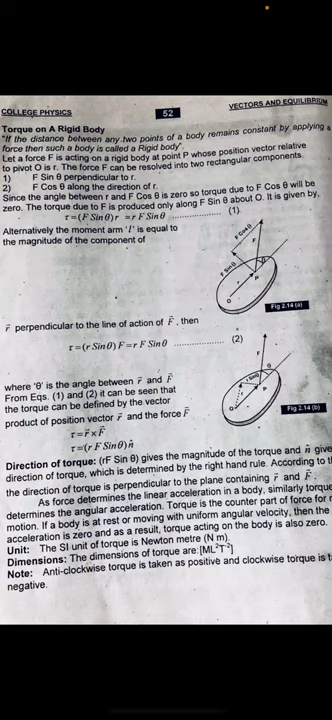 COLLEGE PHYSICS 52 VECTORS AND EQUILIBRIUM
Torque on A Rigid Body
"If the distance between any two points of a body remains constant by applying a
force then such a body is called a Rigid body".
Let a force F is acting on a rigid body at point P whose position vector relative
to pivot O is r. The force F can be resolved into two rectangular components.
1) F Sin θ perpendicular to r.
2) F Cos θ along the direction of r.
Since the angle between r and F Cos θ is zero so torque due to F Cos θ will be
zero. The torque due to F is produced only along F Sin θ about O. It is given by,
τ=(F Sin θ) r =r F Sin θ ..................... (1)
Alternatively the moment arm 'l' is equal to
the magnitude of the component of
F Cos θ
F
F Sin θ
θ
r
P
O
Fig 2.14 (a)
r⃗ perpendicular to the line of action of F⃗, then
τ=(r Sin θ) F=r F Sin θ ..................... (2)
F
θ
r
P
O
Fig 2.14 (b)
where 'θ' is the angle between r⃗ and F⃗
From Eqs. (1) and (2) it can be seen that
the torque can be defined by the vector
product of position vector r⃗ and the force F⃗
τ=r⃗×F⃗
τ=(r F Sin θ) n̂
Direction of torque: (rF Sin θ) gives the magnitude of the torque and n̂ give
direction of torque, which is determined by the right hand rule. According to
the direction of torque is perpendicular to the plane containing r⃗ and F⃗.
As force determines the linear acceleration in a body, similarly torque
determines the angular acceleration. Torque is the counter part of force for
motion. If a body is at rest or moving with uniform angular velocity, then the
acceleration is zero and as a result, torque acting on the body is also zero.
Unit: The SI unit of torque is Newton metre (N m).
Dimensions: The dimensions of torque are: [ML²T⁻²]
Note: Anti-clockwise torque is taken as positive and clockwise torque is
negative.